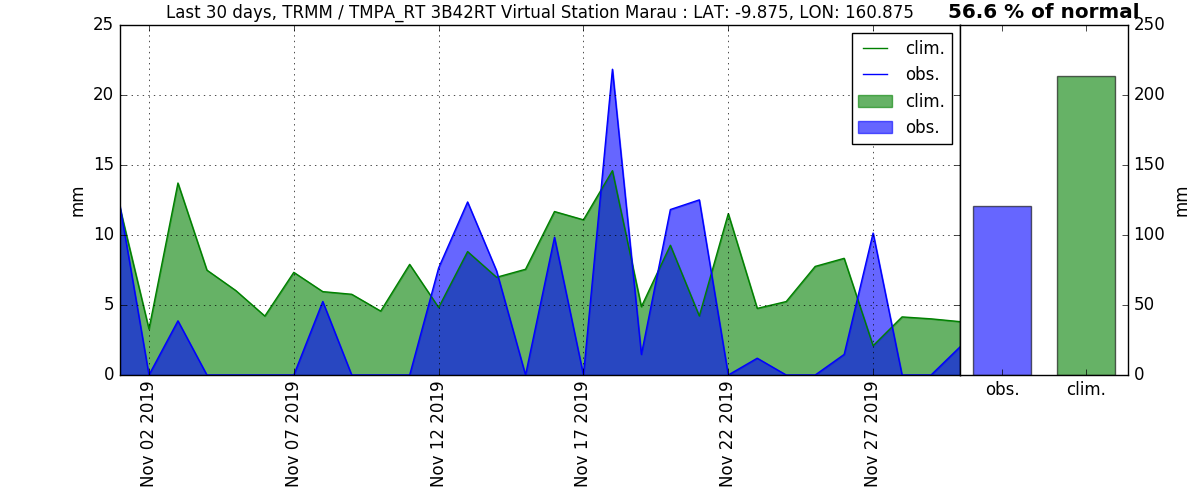 Last 30 days, TRMM / TMPA_RT 3B42RT Virtual Station Marau : LAT: -9.875, LON: 160.875
56.6 % of normal
25
20
15
10
5
0
mm
clim.
obs.
clim.
obs.
250
200
150
100
50
0
mm
obs.
clim.
Nov 02 2019
Nov 07 2019
Nov 12 2019
Nov 17 2019
Nov 22 2019
Nov 27 2019